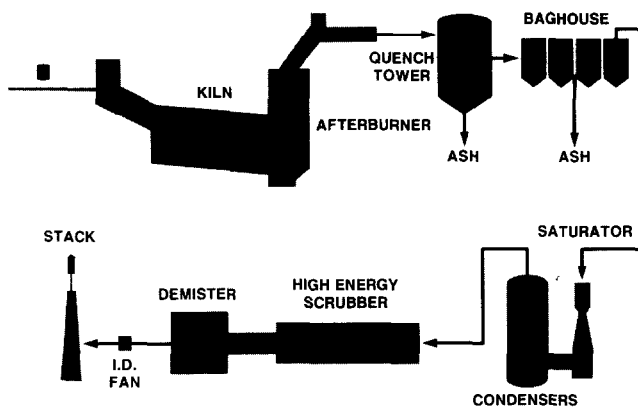 BAGHOUSE
QUENCH
TOWER
KILN
AFTERBURNER
ASH
ASH
STACK
SATURATOR
DEMISTER
HIGH ENERGY
SCRUBBER
I.D.
FAN
CONDENSERS